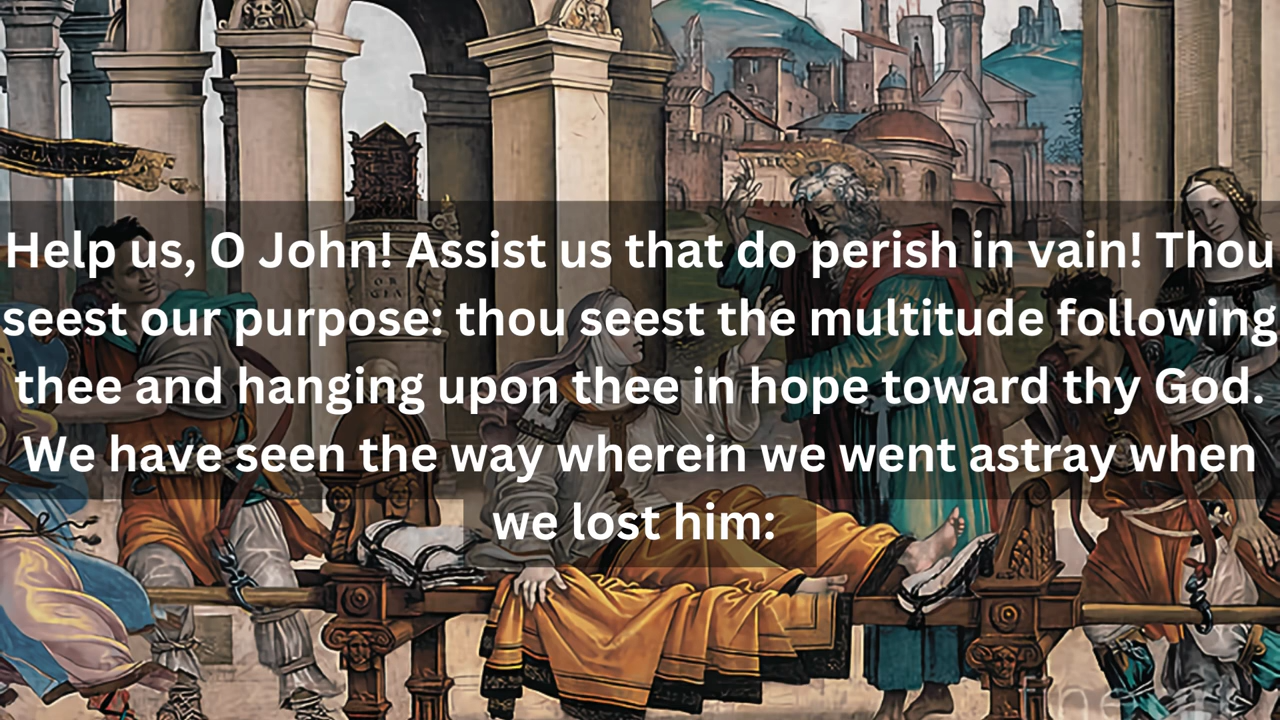 Help us, O John! Assist us that do perish in vain! Thou
seest our purpose: thou seest the multitude following
thee and hanging upon thee in hope toward thy God.
We have seen the way wherein we went astray when
we lost him: